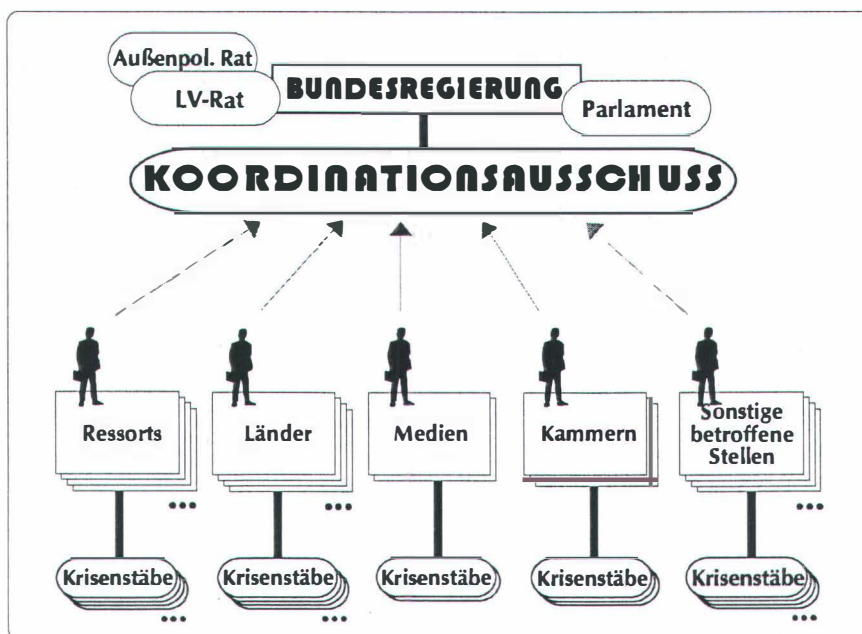 Außenpol. Rat
LV-Rat
BUNDESREGIERUNG
Parlament
KOORDINATIONSAUSSCHUSS
Ressorts
Länder
Medien
Kammern
Sonstige
betroffene
Stellen
...
...
...
...
Krisenstäbe
Krisenstäbe
Krisenstäbe
Krisenstäbe
Krisenstäbe
...
...
...
...